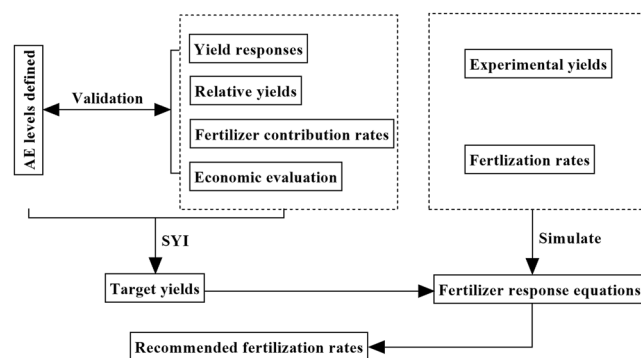 AE levels defined
Validation
Yield responses
Relative yields
Fertilizer contribution rates
Economic evaluation
Experimental yields
Fertlization rates
SYI
Simulate
Target yields
Fertilizer response equations
Recommended fertilization rates